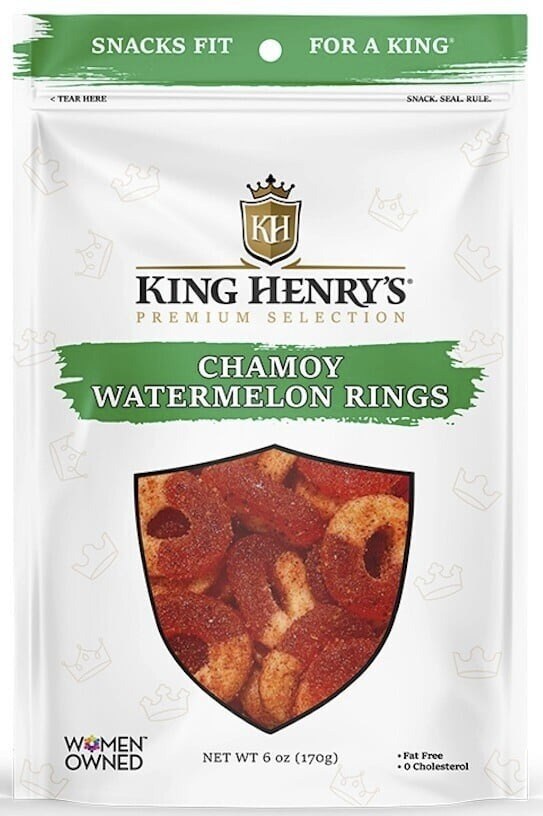 SNACKS FIT FOR A KING®
< TEAR HERE
SNACK. SEAL. RULE.
KH
KING HENRY'S®
PREMIUM SELECTION
CHAMOY
WATERMELON RINGS
WOMEN™
OWNED
NET WT 6 oz (170g)
• Fat Free
• 0 Cholesterol